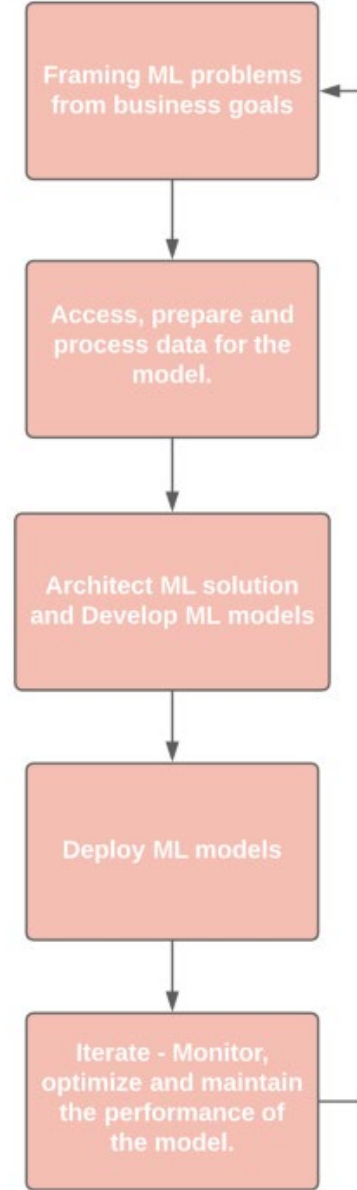 Framing ML problems
from business goals
Access, prepare and
process data for the
model.
Architect ML solution
and Develop ML models
Deploy ML models
Iterate - Monitor,
optimize and maintain
the performance of
the model.